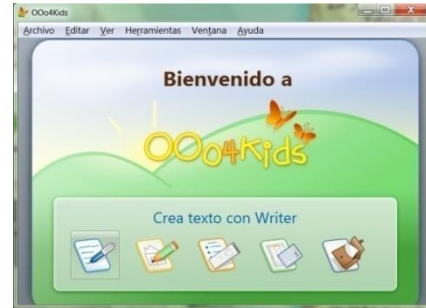 OOo4Kids
Archivo Editar Ver Herramientas Ventana Ayuda
Bienvenido a
OOo4Kids
Crea texto con Writer